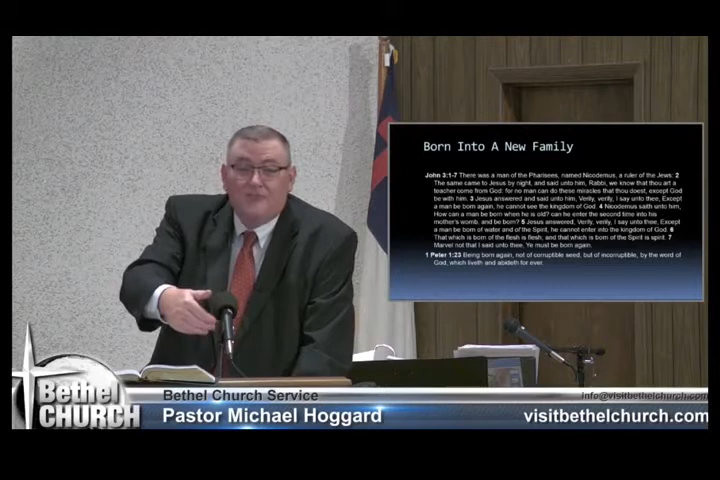 Born Into A New Family
John 3:1-7 There was a man of the Pharisees, named Nicodemus, a ruler of the Jews: 2
The same came to Jesus by night, and said unto him, Rabbi, we know that thou art a
teacher come from God: for no man can do these miracles that thou doest, except God
be with him. 3 Jesus answered and said unto him, Verily, verily, I say unto thee, Except
a man be born again, he cannot see the kingdom of God. 4 Nicodemus saith unto him,
How can a man be born when he is old? can he enter the second time into his
mother's womb, and be born? 5 Jesus answered, Verily, verily, I say unto thee, Except
a man be born of water and of the Spirit, he cannot enter into the kingdom of God. 6
That which is born of the flesh is flesh; and that which is born of the Spirit is spirit. 7
Marvel not that I said unto thee, Ye must be born again.
1 Peter 1:23 Being born again, not of corruptible seed, but of incorruptible, by the word of
God, which liveth and abideth for ever.
Bethel
CHURCH
Bethel Church Service
info@visitbethelchurch.com
Pastor Michael Hoggard
visitbethelchurch.com